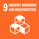 9 INDUSTRY, INNOVATION
AND INFRASTRUCTURE